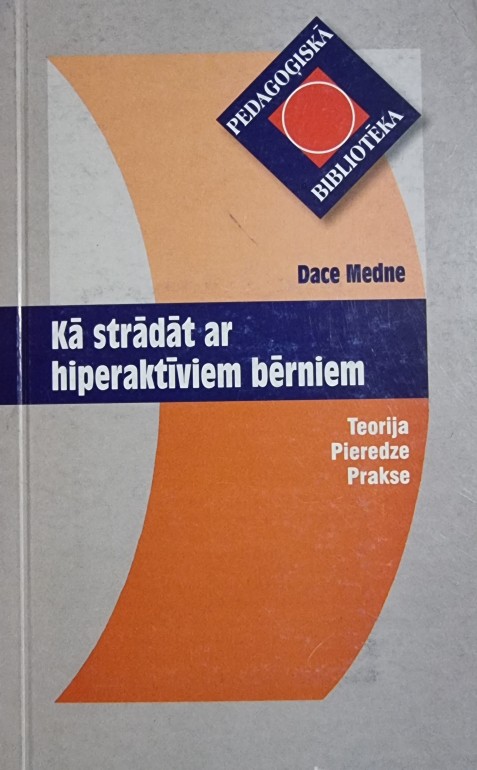 PEDAGOĢISKĀ
BIBLIOTĒKA
Dace Medne
Kā strādāt ar
hiperaktīviem bērniem
Teorija
Pieredze
Prakse